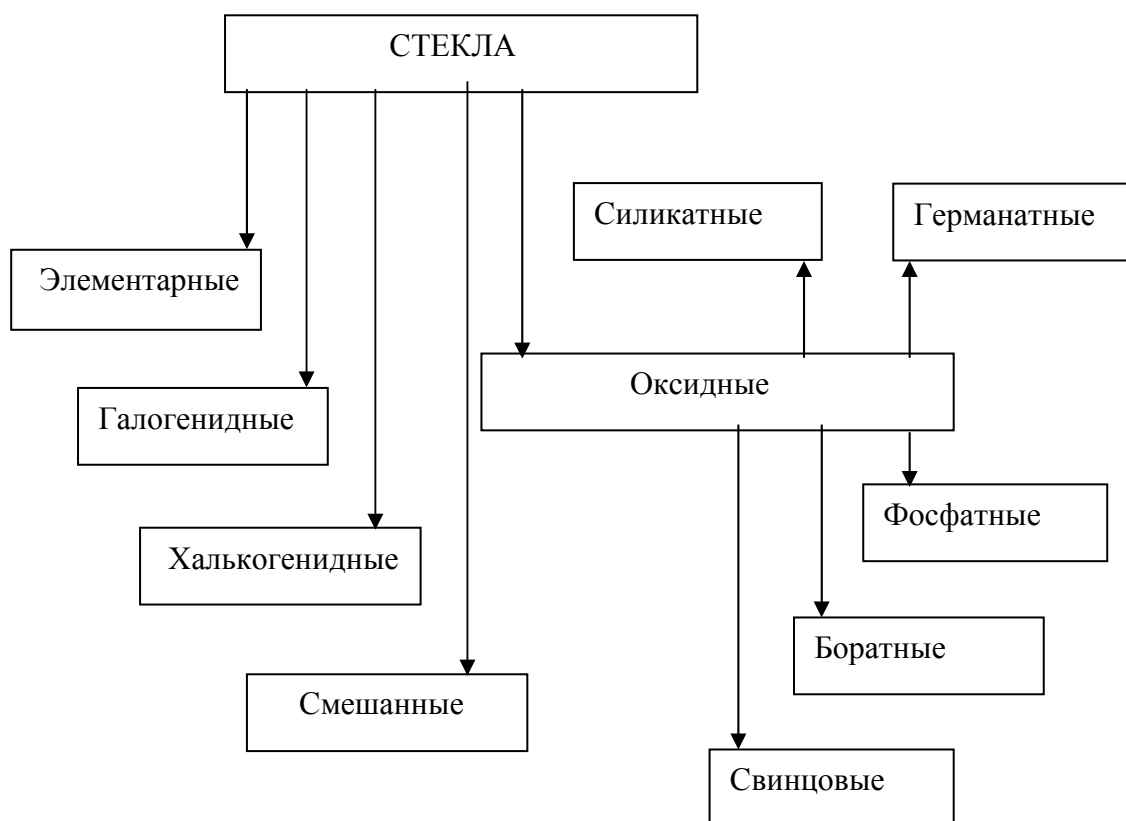 СТЕКЛА
Силикатные
Германатные
Элементарные
Оксидные
Галогенидные
Фосфатные
Халькогенидные
Боратные
Смешанные
Свинцовые